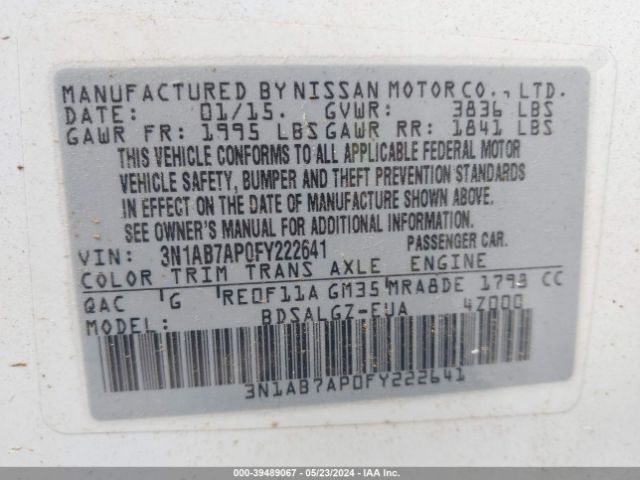 MANUFACTURED BY NISSAN MOTOR CO., LTD.
DATE: 01/15. GVWR: 3836 LBS
GAWR FR: 1995 LBS GAWR RR: 1841 LBS
THIS VEHICLE CONFORMS TO ALL APPLICABLE FEDERAL MOTOR
VEHICLE SAFETY, BUMPER AND THEFT PREVENTION STANDARDS
IN EFFECT ON THE DATE OF MANUFACTURE SHOWN ABOVE.
SEE OWNER'S MANUAL FOR ADDITIONAL INFORMATION.
VIN: 3N1AB7AP0FY222641 PASSENGER CAR.
COLOR TRIM TRANS AXLE ENGINE
QAC G RE0F11A GM35 MRA8DE 1798 CC
MODEL: BDSALGZ-EUA 4Z000
3N1AB7AP0FY222641
000-39489067 - 05/23/2024 - IAAI.com